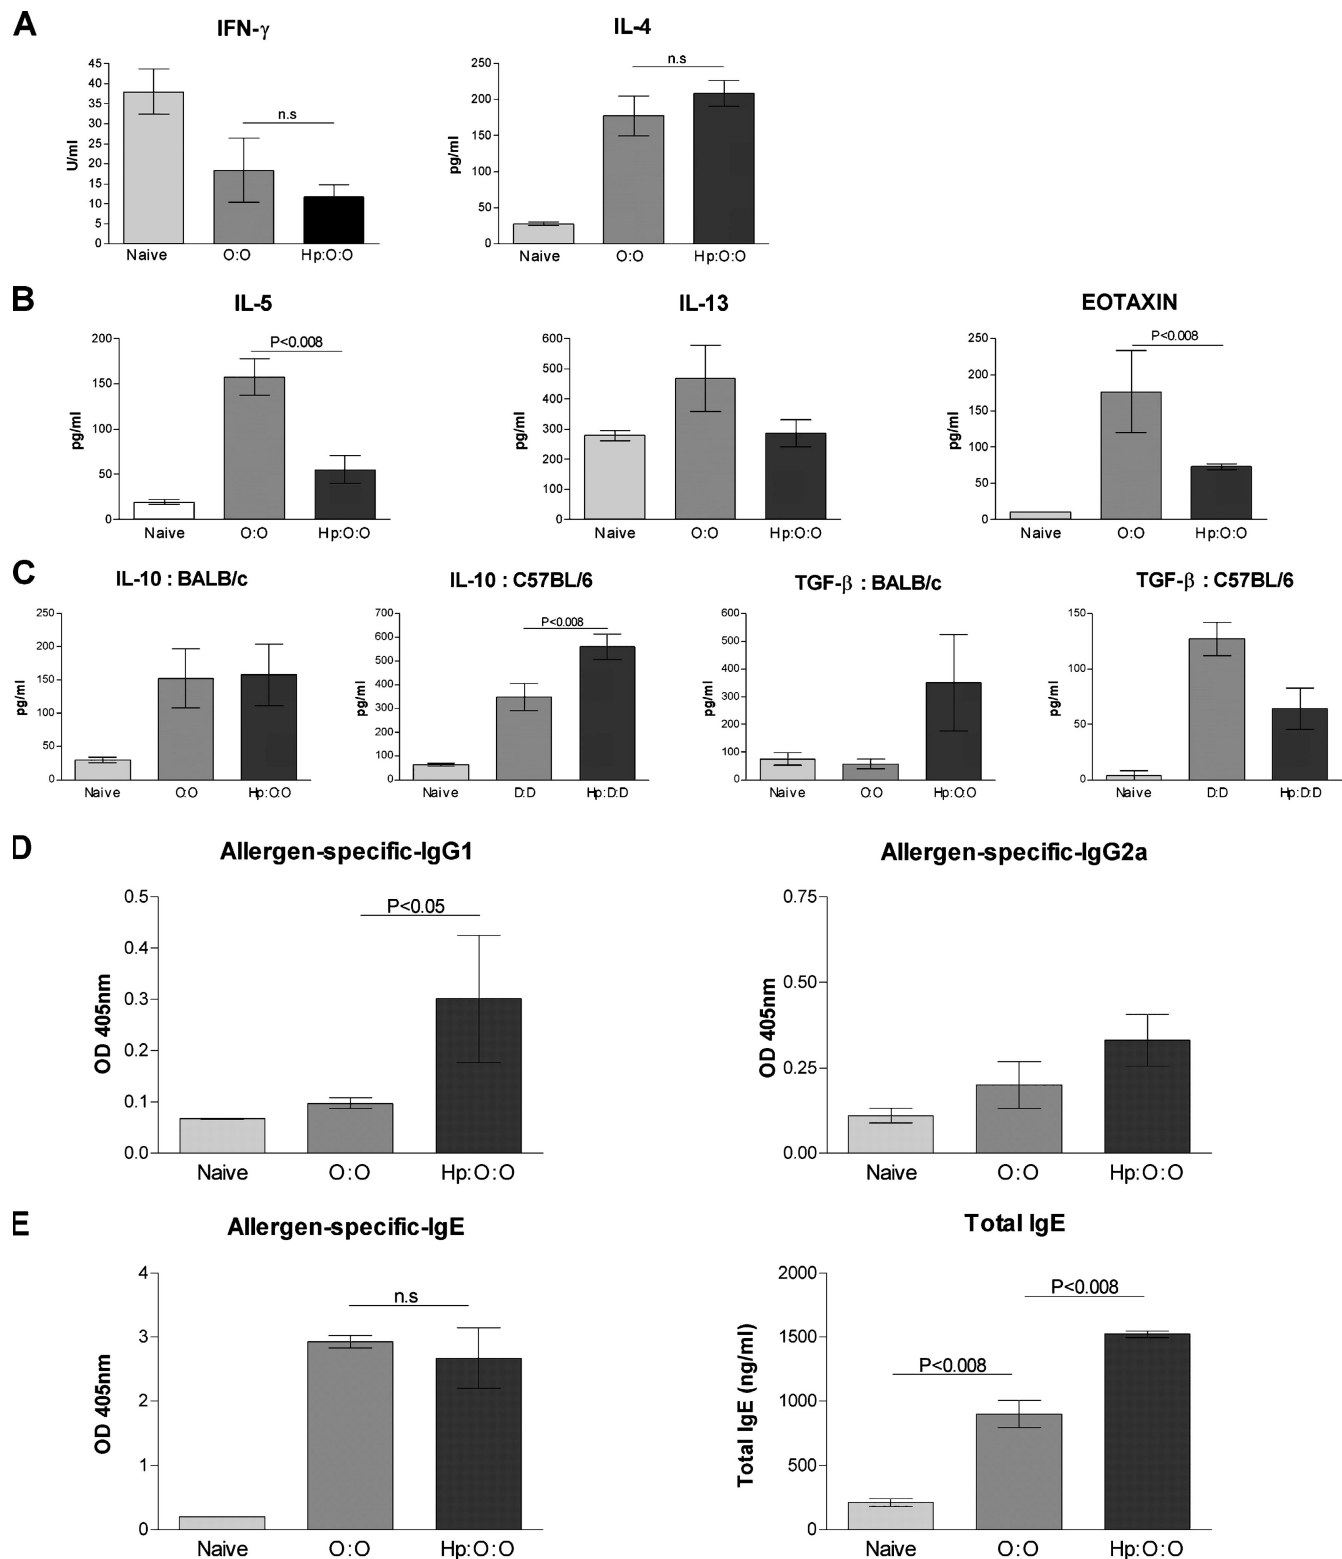 A
IFN-γ
IL-4
45
40
35
30
25
20
15
10
5
0
U/ml
n.s
Naive
O:O
Hp:O:O
250
200
150
100
50
0
pg/ml
n.s
Naive
O:O
Hp:O:O
B
IL-5
IL-13
EOTAXIN
200
150
100
50
0
pg/ml
P<0.008
Naive
O:O
Hp:O:O
600
500
400
300
200
100
0
pg/ml
Naive
O:O
Hp:O:O
250
200
150
100
50
0
pg/ml
P<0.008
Naive
O:O
Hp:O:O
C
IL-10 : BALB/c
IL-10 : C57BL/6
TGF-β : BALB/c
TGF-β : C57BL/6
250
200
150
100
50
0
pg/ml
Naive
O:O
Hp:O:O
700
600
500
400
300
200
100
0
pg/ml
P<0.008
Naive
D:D
Hp:D:D
600
500
400
300
200
100
0
pg/ml
Naive
O:O
Hp:O:O
150
100
50
0
pg/ml
Naive
D:D
Hp:D:D
D
Allergen-specific-IgG1
Allergen-specific-IgG2a
0.5
0.4
0.3
0.2
0.1
0.0
OD 405nm
P<0.05
Naive
O:O
Hp:O:O
0.75
0.50
0.25
0.00
OD 405nm
Naive
O:O
Hp:O:O
E
Allergen-specific-IgE
Total IgE
4
3
2
1
0
OD 405nm
n.s
Naive
O:O
Hp:O:O
2000
1500
1000
500
0
Total IgE (ng/ml)
P<0.008
P<0.008
Naive
O:O
Hp:O:O